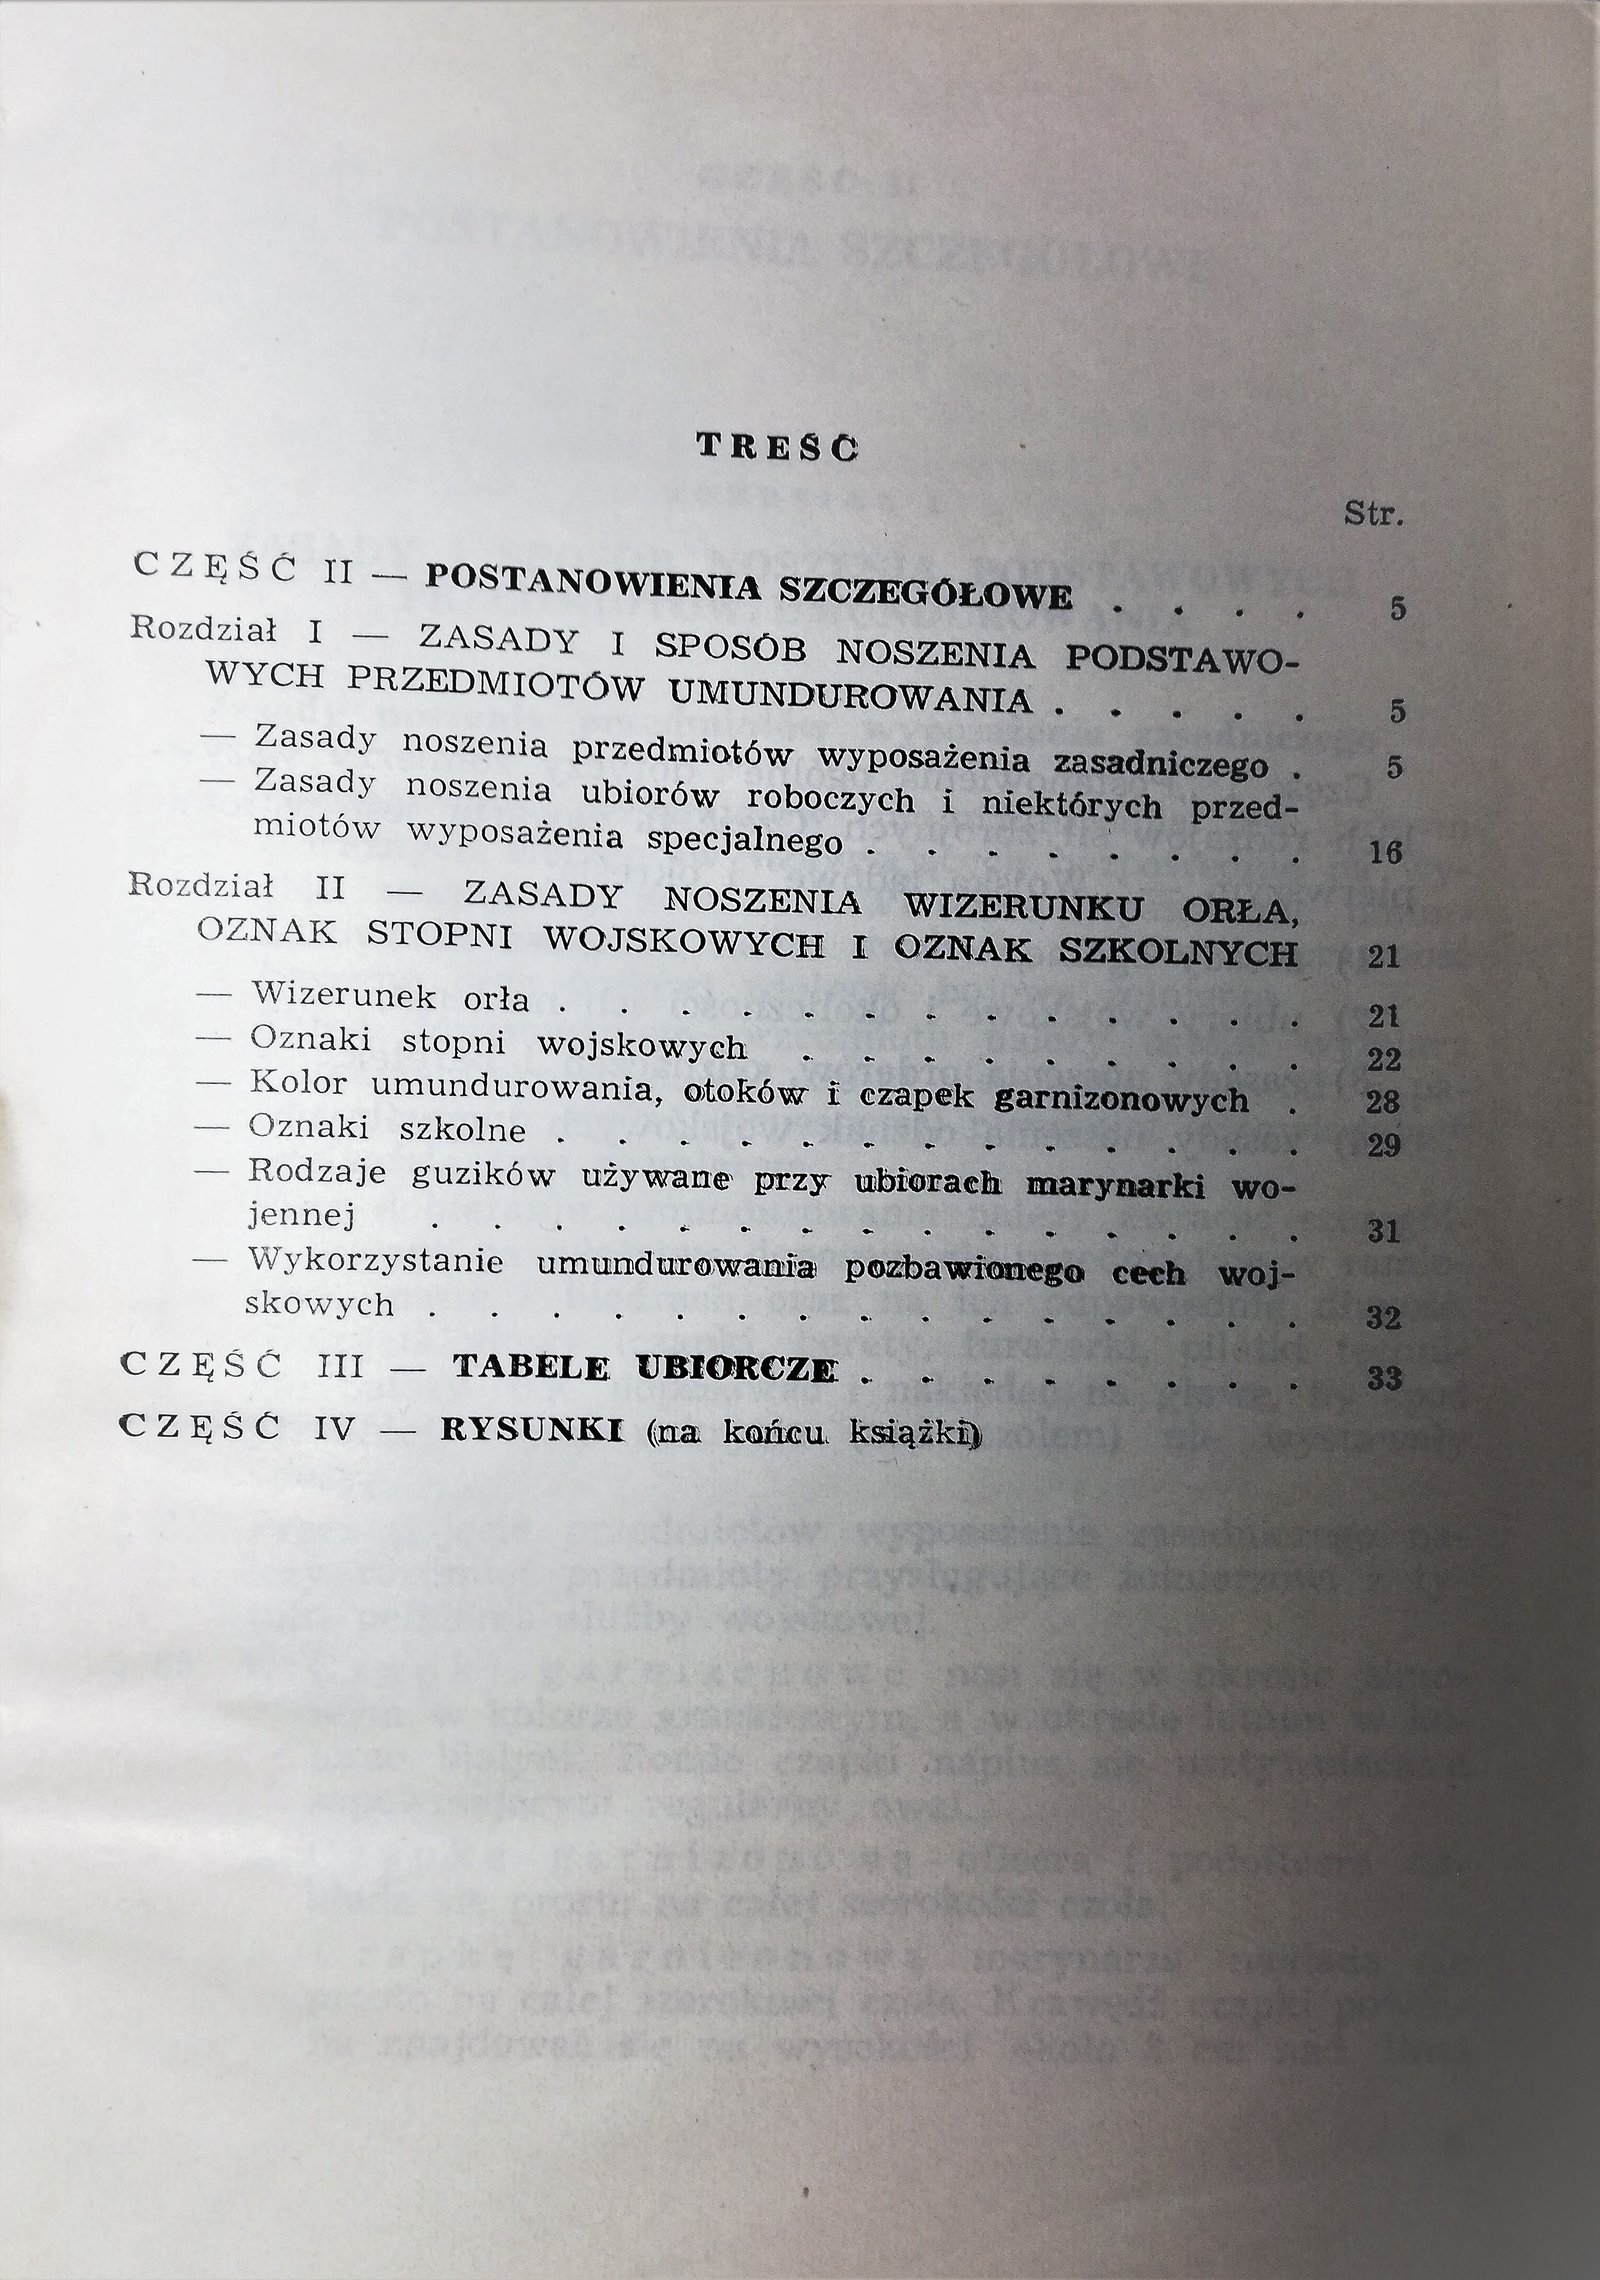 TREŚĆ
Str.
CZĘŚĆ II — POSTANOWIENIA SZCZEGÓŁOWE . . . . 5
Rozdział I — ZASADY I SPOSÓB NOSZENIA PODSTAWO-
WYCH PRZEDMIOTÓW UMUNDUROWANIA . . . . . 5
— Zasady noszenia przedmiotów wyposażenia zasadniczego . 5
— Zasady noszenia ubiorów roboczych i niektórych przed-
miotów wyposażenia specjalnego . . . . . . . . 16
Rozdział II — ZASADY NOSZENIA WIZERUNKU ORŁA,
OZNAK STOPNI WOJSKOWYCH I OZNAK SZKOLNYCH 21
— Wizerunek orła . . . . . . . . . . . . . 21
— Oznaki stopni wojskowych . . . . . . . . . 22
— Kolor umundurowania, otoków i czapek garnizonowych . 28
— Oznaki szkolne . . . . . . . . . . . . . 29
— Rodzaje guzików używane przy ubiorach marynarki wo-
jennej . . . . . . . . . . . . . . . 31
— Wykorzystanie umundurowania pozbawionego cech woj-
skowych . . . . . . . . . . . . . . . 32
CZĘŚĆ III — TABELE UBIORCZE . . . . . . . . 33
CZĘŚĆ IV — RYSUNKI (na końcu książki)